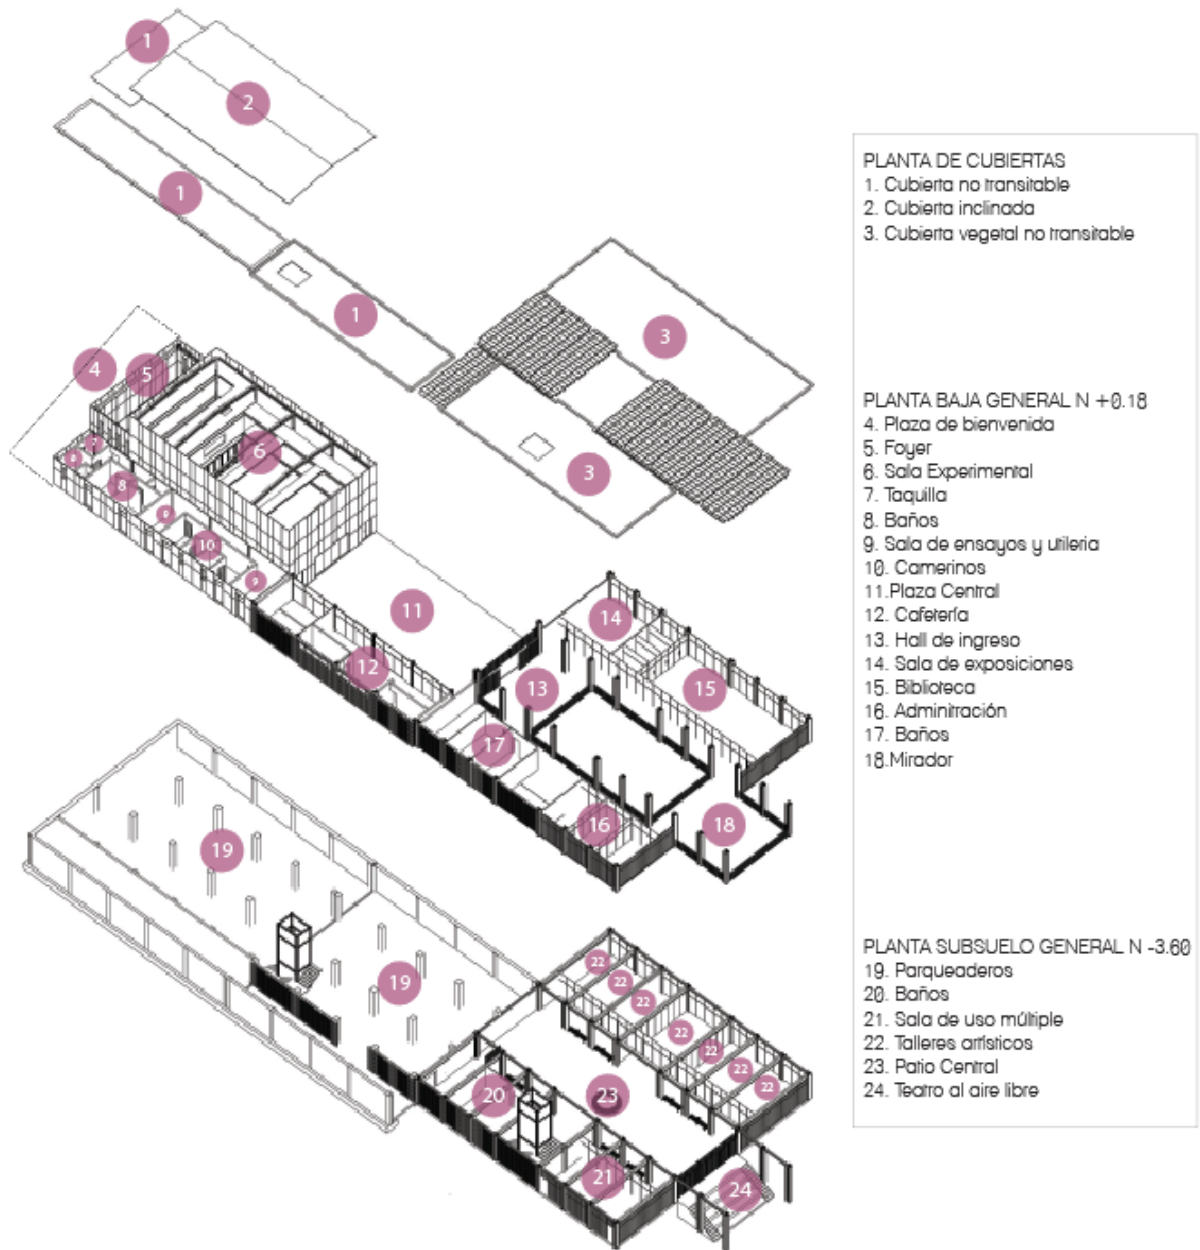 1
2
1
1
3
3
4
5
6
7
8
8
9
10
9
11
12
13
14
15
17
16
18
19
19
22
22
22
22
22
22
22
20
23
21
24
PLANTA DE CUBIERTAS
1. Cubierta no transitable
2. Cubierta inclinada
3. Cubierta vegetal no transitable
PLANTA BAJA GENERAL N +0.18
4. Plaza de bienvenida
5. Foyer
6. Sala Experimental
7. Taquilla
8. Baños
9. Sala de ensayos y utileria
10. Camerinos
11.Plaza Central
12. Cafetería
13. Hall de ingreso
14. Sala de exposiciones
15. Biblioteca
16. Adminitración
17. Baños
18.Mirador
PLANTA SUBSUELO GENERAL N -3.60
19. Parqueaderos
20. Baños
21. Sala de uso múltiple
22. Talleres artísticos
23. Patio Central
24. Teatro al aire libre